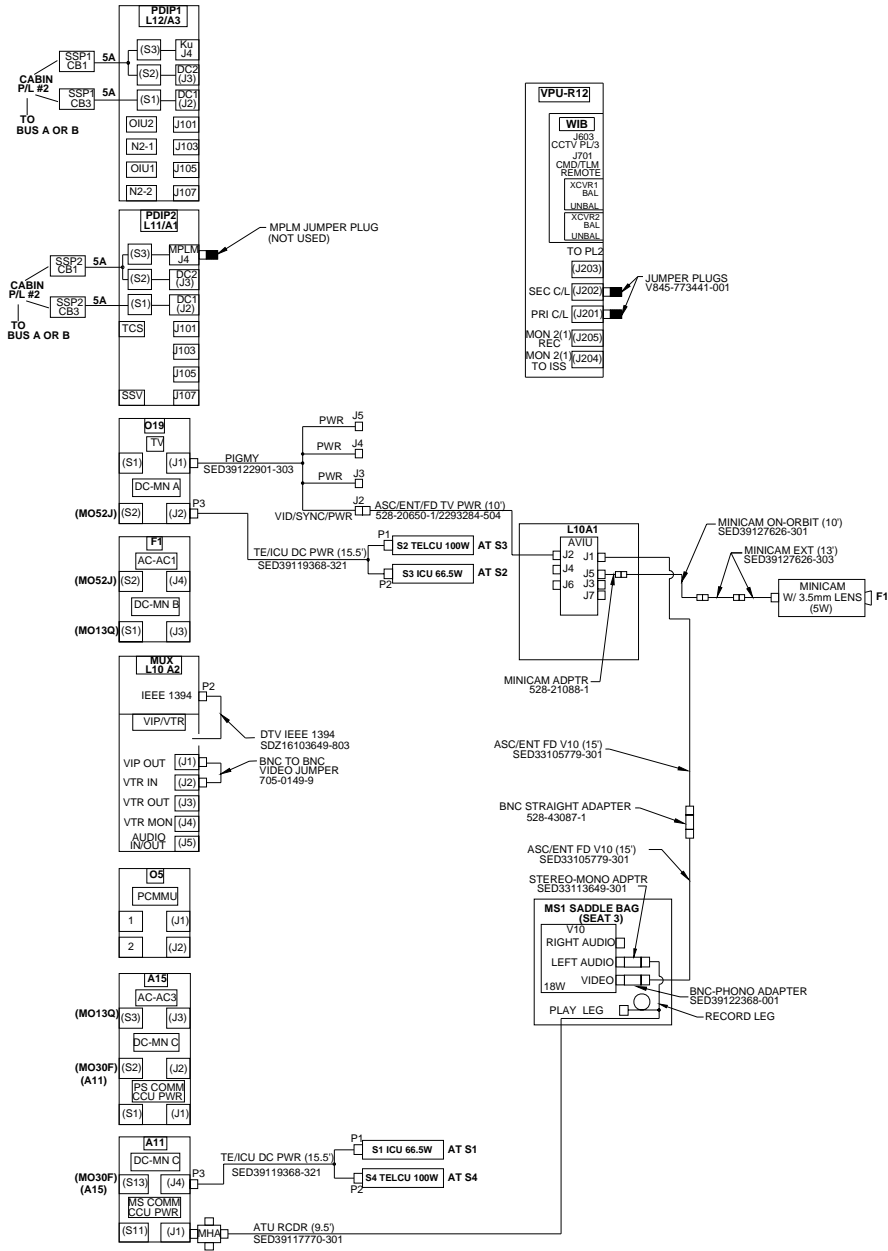 PDIP1
L12/A3
SSP1
CB1
5A
(S3)
Ku
J4
(S2)
DC2
(J3)
CABIN
P/L #2
SSP1
CB3
5A
(S1)
DC1
(J2)
TO
BUS A OR B
OIU2
J101
N2-1
J103
OIU1
J105
N2-2
J107
PDIP2
L11/A1
MPLM JUMPER PLUG
(NOT USED)
SSP2
CB1
5A
(S3)
MPLM
J4
(S2)
DC2
(J3)
CABIN
P/L #2
SSP2
CB3
5A
(S1)
DC1
(J2)
TO
BUS A OR B
TCS
J101
J103
J105
SSV
J107
VPU-R12
WIB
J603
CCTV PL/3
J701
CMD/TLM
REMOTE
XCVR1
BAL
UNBAL
XCVR2
BAL
UNBAL
TO PL2
(J203)
SEC C/L
(J202)
JUMPER PLUGS
V845-773441-001
PRI C/L
(J201)
MON 2(1)
REC
(J205)
MON 2(1)
TO ISS
(J204)
O19
TV
(S1)
(J1)
PIGMY
SED39122901-303
DC-MN A
(MO52J)
(S2)
(J2)
P3
PWR
J5
PWR
J4
PWR
J3
J2
VID/SYNC/PWR
ASC/ENT/FD TV PWR (10')
528-20650-1/2293284-504
TE/ICU DC PWR (15.5')
SED39119368-321
P1
S2 TELCU 100W
AT S3
S3 ICU 66.5W
AT S2
P2
F1
AC-AC1
(MO52J)
(S2)
(J4)
DC-MN B
(MO13Q)
(S1)
(J3)
L10A1
AVIU
J2
J1
J4
J5
J6
J3
J7
MINICAM ON-ORBIT (10')
SED39127626-301
MINICAM EXT (13')
SED39127626-303
MINICAM
W/ 3.5mm LENS
(5W)
F1
MINICAM ADPTR
528-21088-1
MUX
L10 A2
IEEE 1394
P2
VIP/VTR
DTV IEEE 1394
SDZ16103649-803
VIP OUT
(J1)
BNC TO BNC
VIDEO JUMPER
705-0149-9
VTR IN
(J2)
VTR OUT
(J3)
VTR MON
(J4)
AUDIO
IN/OUT
(J5)
ASC/ENT FD V10 (15')
SED33105779-301
BNC STRAIGHT ADAPTER
528-43087-1
ASC/ENT FD V10 (15')
SED33105779-301
STEREO-MONO ADPTR
SED33113649-301
O5
PCMMU
1
(J1)
2
(J2)
MS1 SADDLE BAG
(SEAT 3)
V10
RIGHT AUDIO
LEFT AUDIO
VIDEO
18W
BNC-PHONO ADAPTER
SED39122368-001
PLAY LEG
RECORD LEG
A15
AC-AC3
(MO13Q)
(S3)
(J3)
DC-MN C
(MO30F)
(A11)
(S2)
(J2)
PS COMM
CCU PWR
(S1)
(J1)
A11
DC-MN C
(MO30F)
(A15)
(S13)
(J4)
P3
TE/ICU DC PWR (15.5')
SED39119368-321
P1
S1 ICU 66.5W
AT S1
S4 TELCU 100W
AT S4
P2
MS COMM
CCU PWR
(S11)
(J1)
MHA
ATU RCDR (9.5')
SED39117770-301